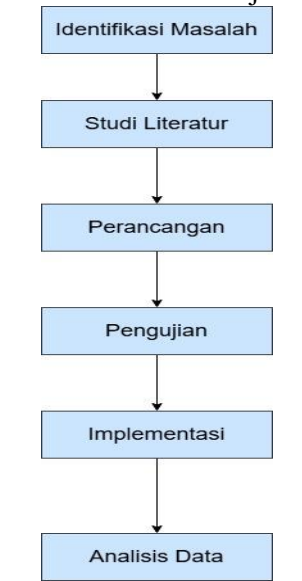 Identifikasi Masalah
Studi Literatur
Perancangan
Pengujian
Implementasi
Analisis Data